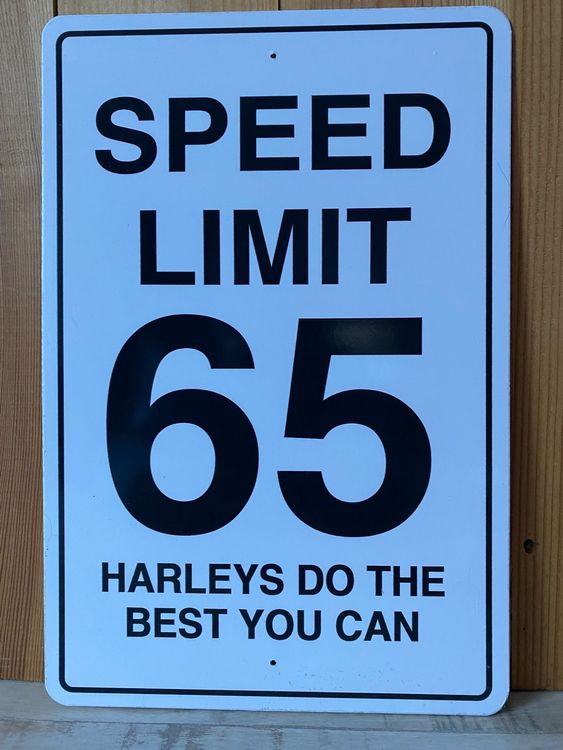 SPEED
LIMIT
65
HARLEYS DO THE
BEST YOU CAN